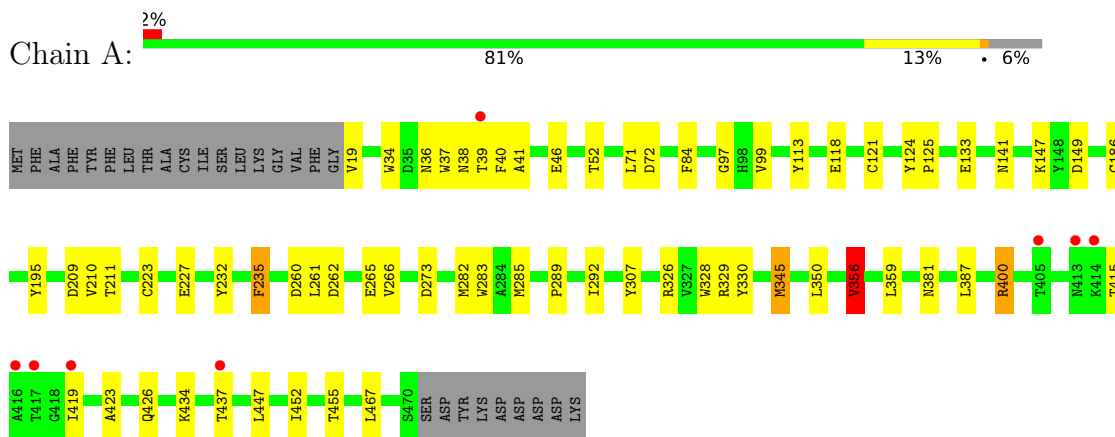 2%
Chain A:
81% 13% • 6%
MET PHE ALA PHE TYR PHE LEU THR ALA CYS ILE SER LEU LYS GLY VAL PHE GLY V19 W34 D35 N36 W37 N38 T39 F40 A41 E46 T52 L71 D72 F84 G97 H98 V99 Y113 E118 C121 Y124 P125 E133 N141 K147 Y148 D149
Y195 D209 V210 T211 C223 E227 Y232 F235 D260 L261 D262 E265 V266 D273 M282 W283 A284 M285 P289 I292 Y307 R326 V327 W328 R329 Y330 M345 L350 V356 L359 N381 L387 R400 T405 N413 K414 T415
A416 T417 G418 I419 A423 Q426 K434 T437 L447 I452 T455 L467 S470 SER ASP TYR LYS ASP ASP ASP ASP LYS